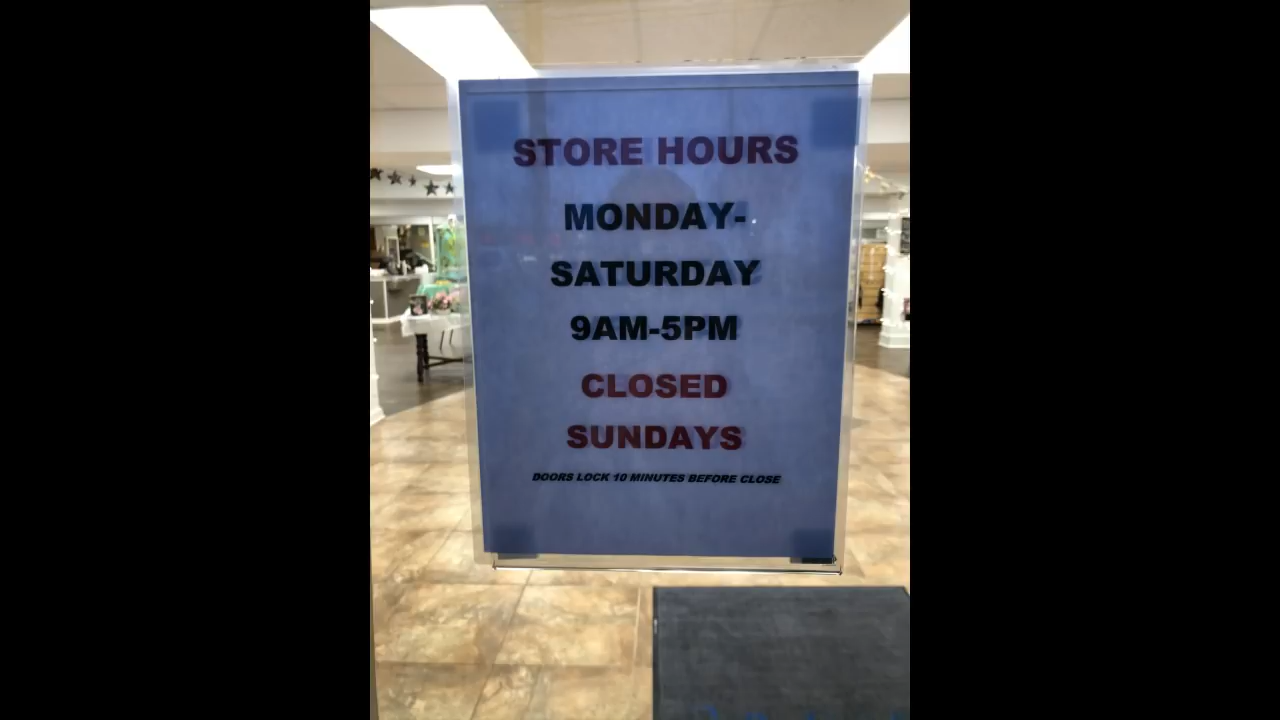 STORE HOURS
MONDAY-
SATURDAY
9AM-5PM
CLOSED
SUNDAYS
DOORS LOCK 10 MINUTES BEFORE CLOSE